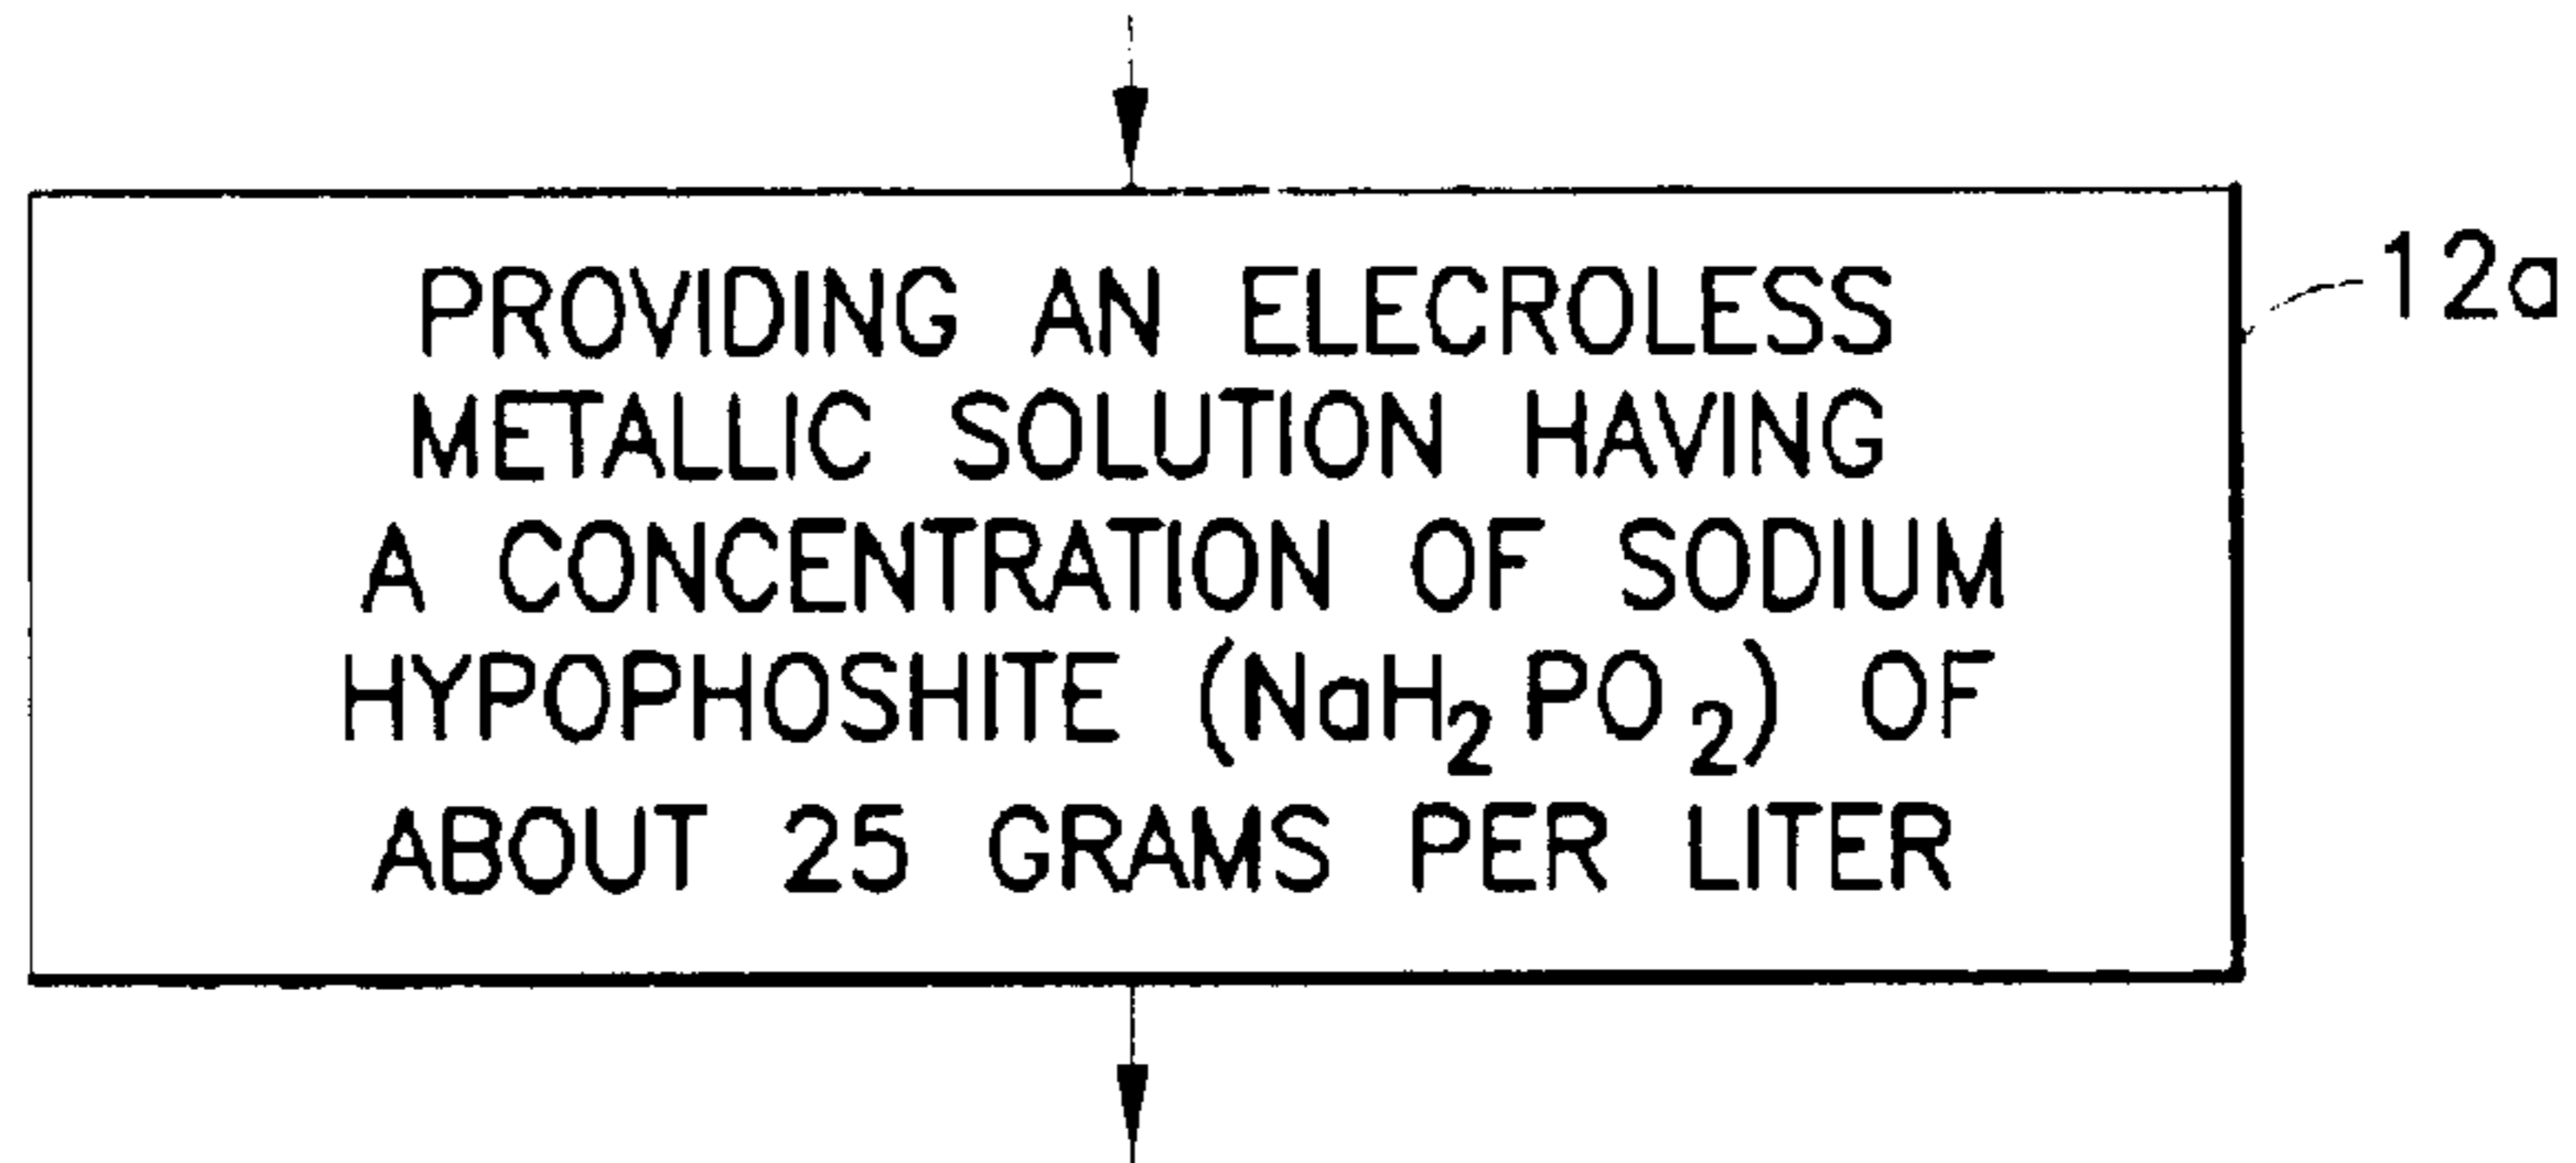 PROVIDING AN ELECROLESS
12a
METALLIC SOLUTION HAVING
A CONCENTRATION OF SODIUM
HYPOPHOSHITE (NaH₂PO₂) OF
ABOUT 25 GRAMS PER LITER